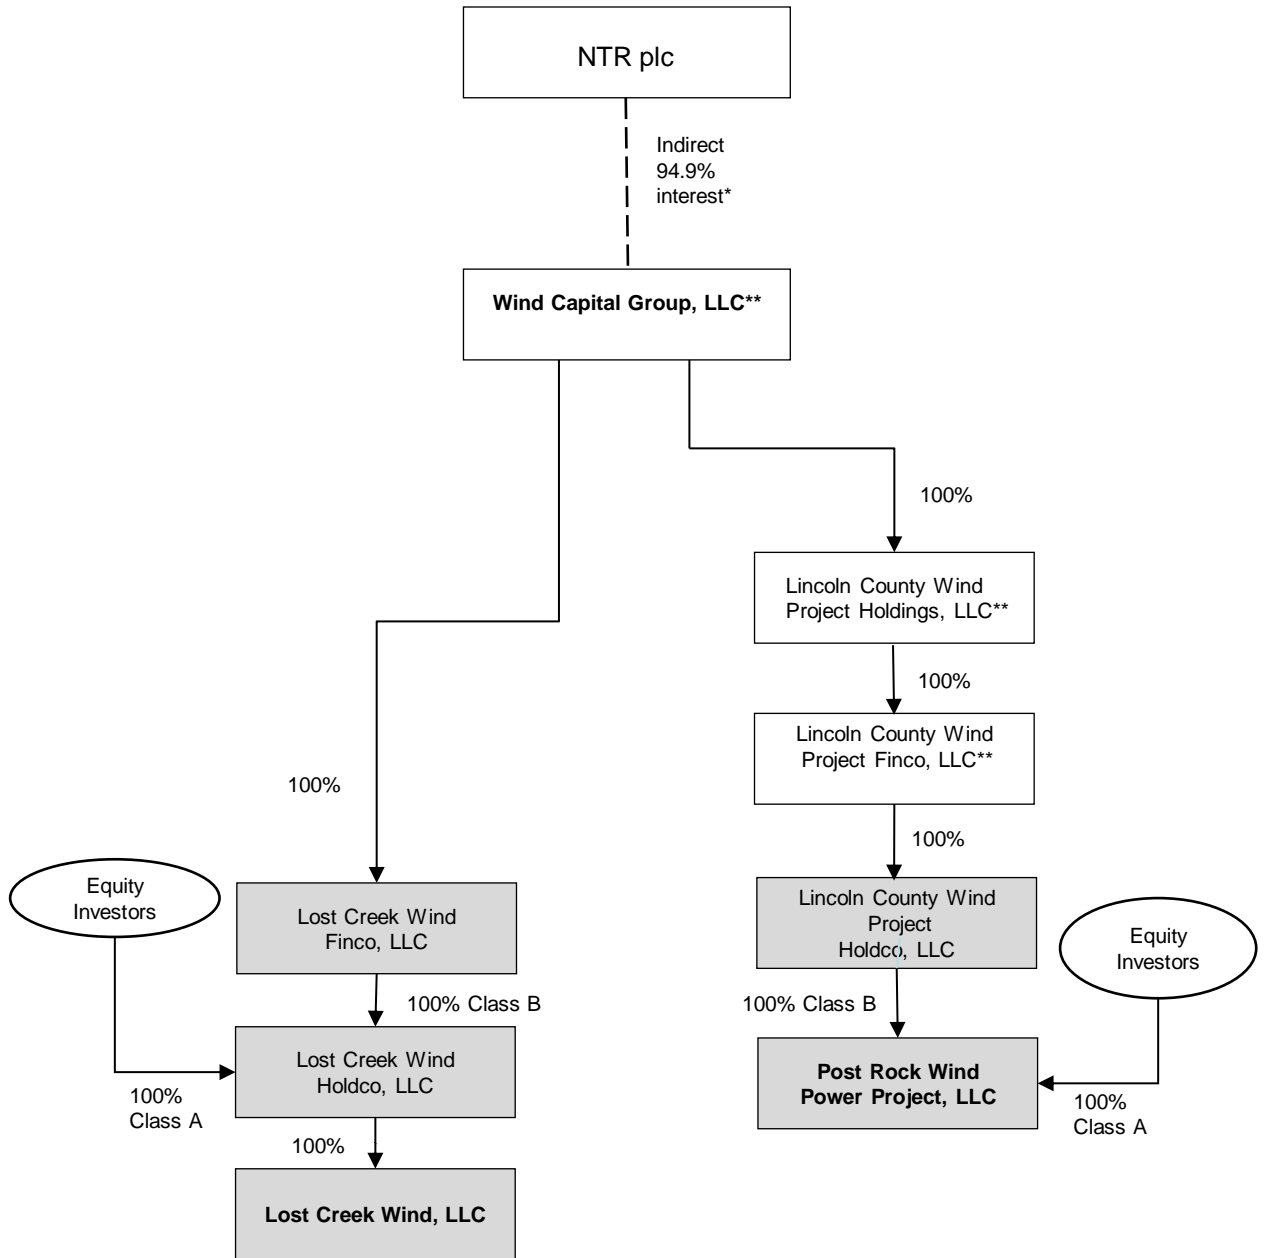 NTR plc
Indirect
94.9%
interest*
Wind Capital Group, LLC**
100%
Lincoln County Wind
Project Holdings, LLC**
100%
Lincoln County Wind
Project Finco, LLC**
100%
100%
Equity
Investors
Lost Creek Wind
Finco, LLC
Lincoln County Wind
Project
Holdco, LLC
Equity
Investors
100% Class B
100% Class B
Lost Creek Wind
Holdco, LLC
Post Rock Wind
Power Project, LLC
100%
Class A
100%
Class A
100%
Lost Creek Wind, LLC